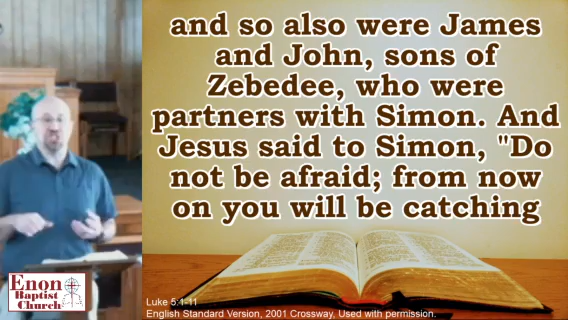 and so also were James
and John, sons of
Zebedee, who were
partners with Simon. And
Jesus said to Simon, "Do
not be afraid; from now
on you will be catching
Enon
Baptist
Church
Luke 5:1-11
English Standard Version, 2001 Crossway, Used with permission.